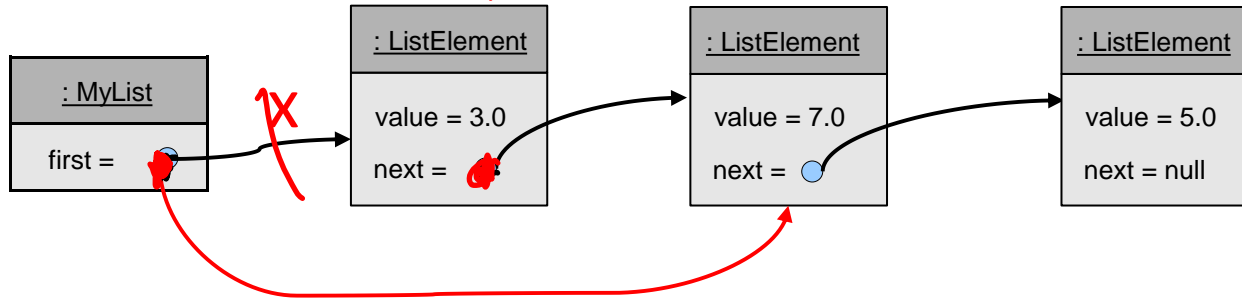 : MyList
first =
: ListElement
value = 3.0
next =
: ListElement
value = 7.0
next =
: ListElement
value = 5.0
next = null
X